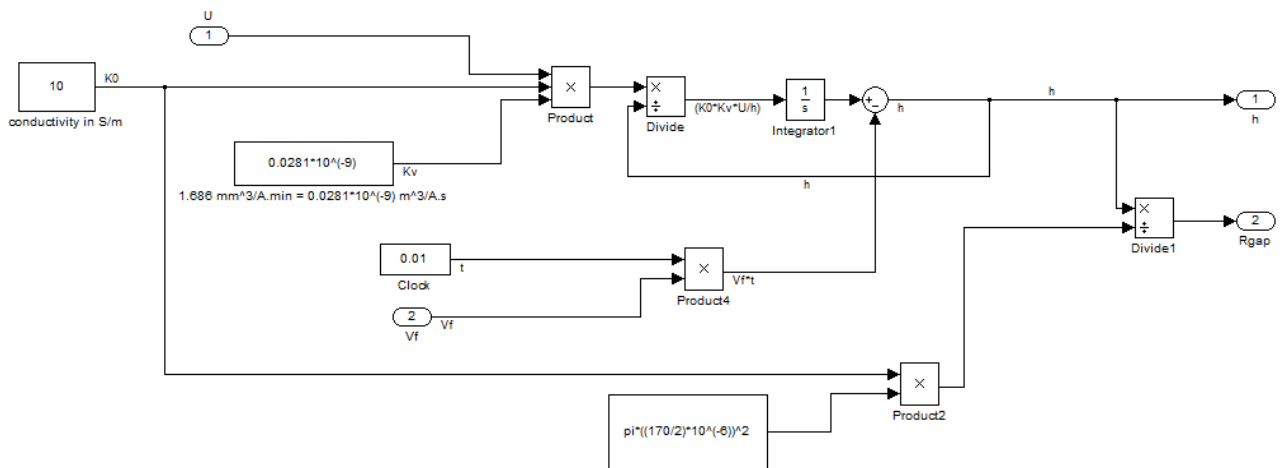 U
1
10
K0
conductivity in S/m
×
Product
×
÷
Divide
(K0*Kv*U/h)
1
s
Integrator1
+
−
h
h
1
h
0.0281*10^(-9)
Kv
1.686 mm^3/A.min = 0.0281*10^(-9) m^3/A.s
h
×
÷
Divide1
2
Rgap
0.01
t
Clock
×
Product4
Vf*t
2
Vf
Vf
×
Product2
pi*((170/2)*10^(-6))^2